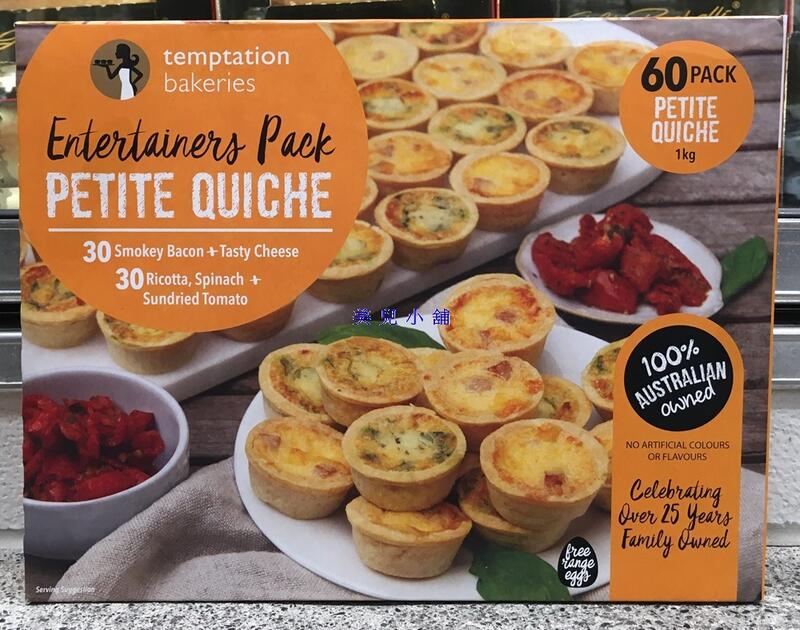 temptation
bakeries
Entertainers Pack
PETITE QUICHE
30 Smokey Bacon + Tasty Cheese
30 Ricotta, Spinach +
Sundried Tomato
60 PACK
PETITE
QUICHE
1kg
美兒小舖
100%
AUSTRALIAN
owned
NO ARTIFICIAL COLOURS
OR FLAVOURS
Celebrating
Over 25 Years
Family Owned
free
range
eggs
Serving Suggestion